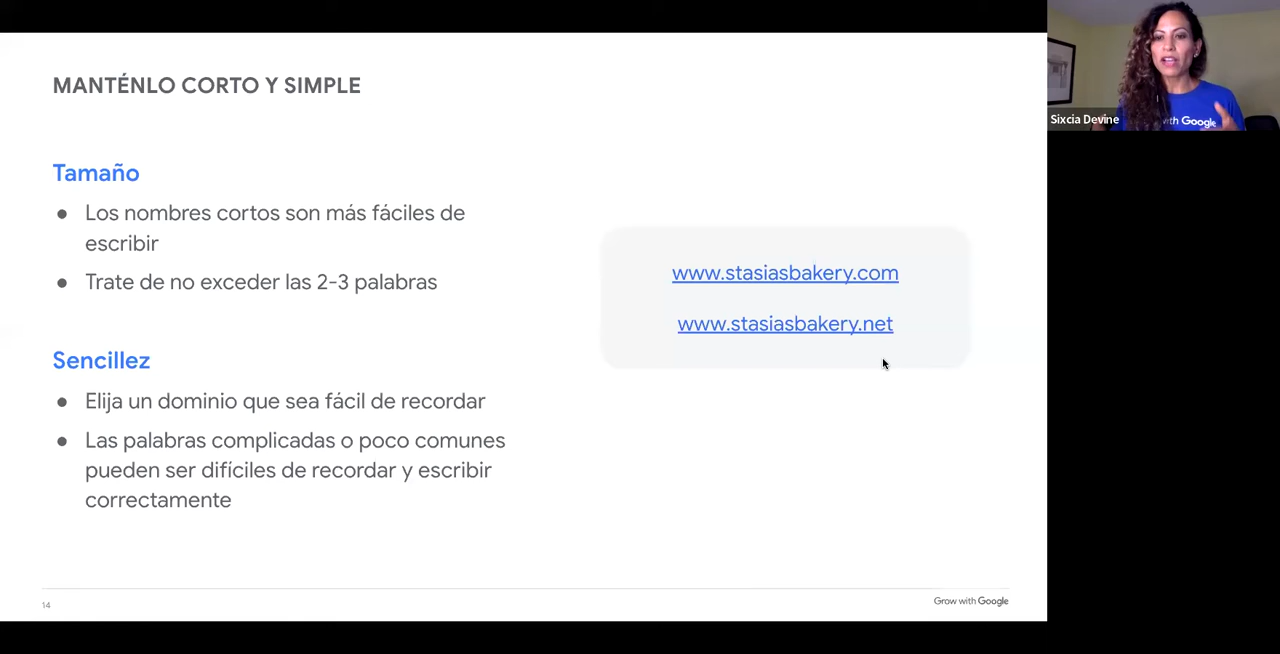 MANTÉNLO CORTO Y SIMPLE
Tamaño
● Los nombres cortos son más fáciles de
escribir
● Trate de no exceder las 2-3 palabras
Sencillez
● Elija un dominio que sea fácil de recordar
● Las palabras complicadas o poco comunes
pueden ser difíciles de recordar y escribir
correctamente
www.stasiasbakery.com
www.stasiasbakery.net
14
Grow with Google
Sixcia Devine
with Google